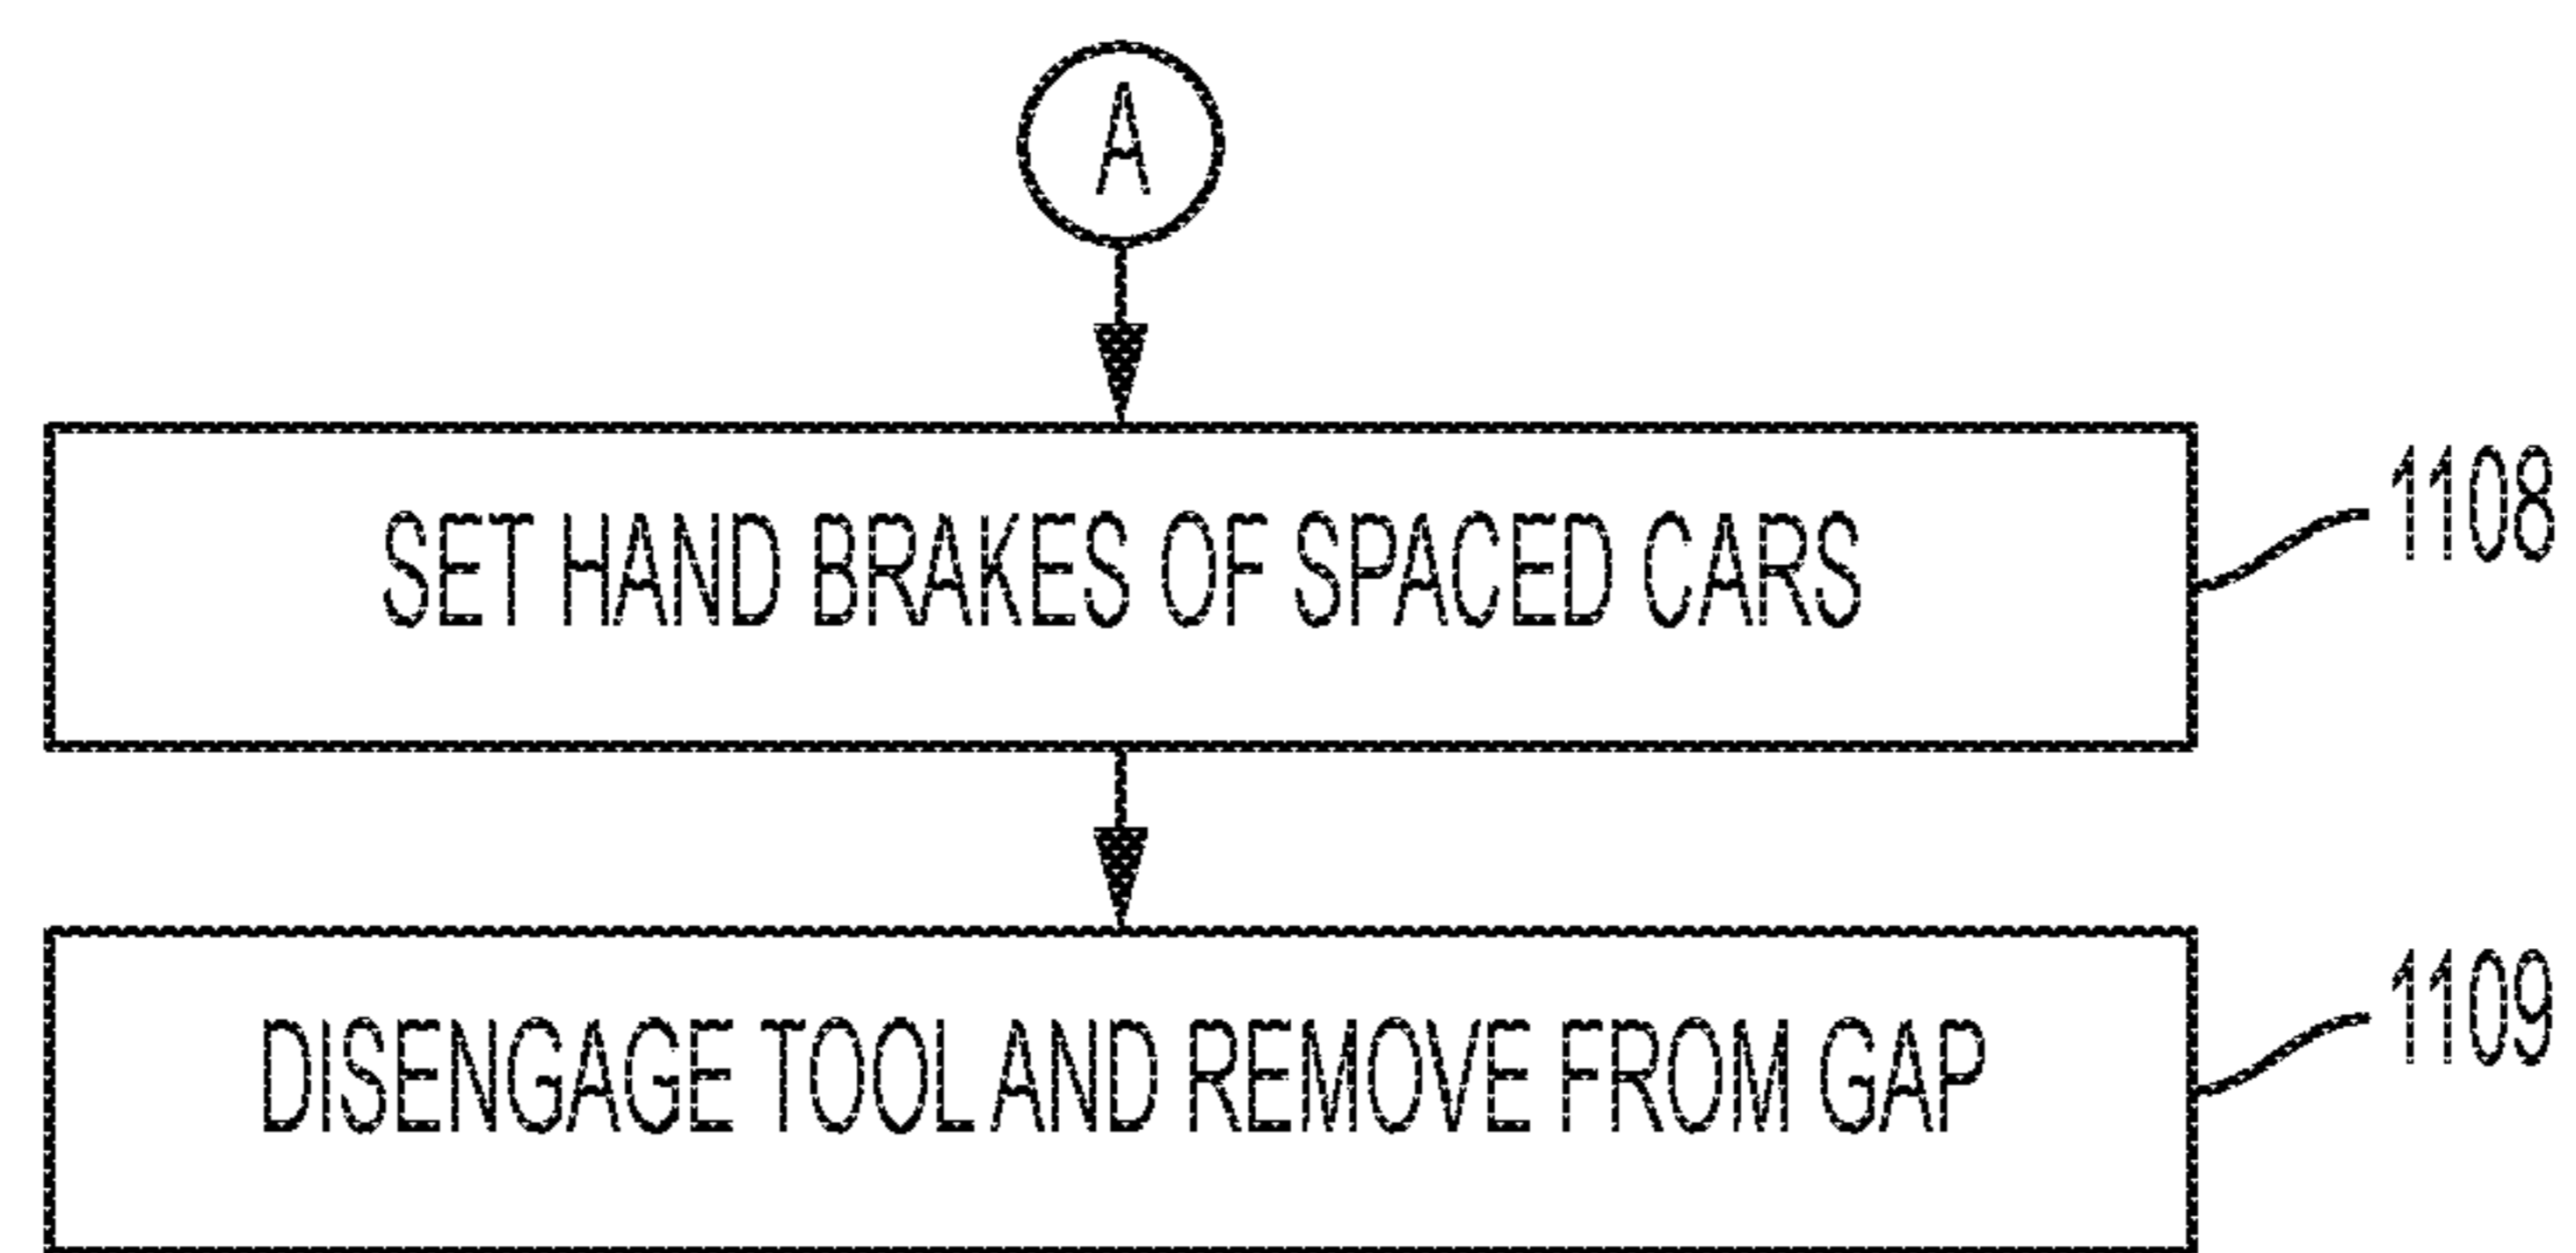 A
SET HAND BRAKES OF SPACED CARS
1108
DISENGAGE TOOL AND REMOVE FROM GAP
1109